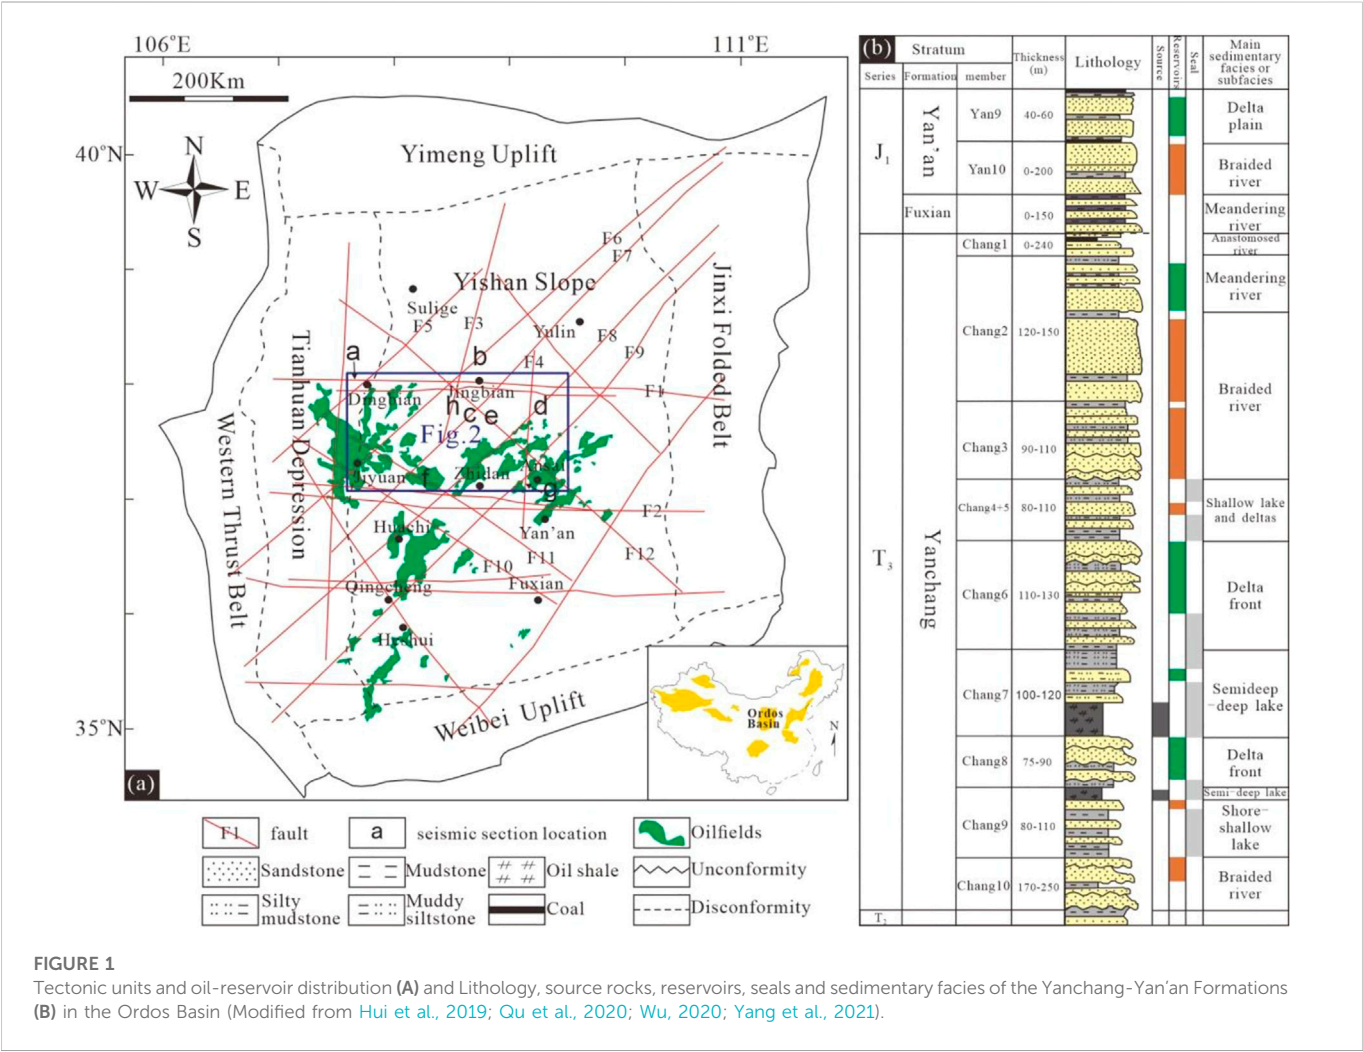 106°E
111°E
200Km
40°N
35°N
N
W
E
S
Yimeng Uplift
F6
F7
Yishan Slope
Sulige
F5
F3
Yulin
F8
F9
F4
Jinxi Folded Belt
Tianhuan Depression
Western Thrust Belt
a
b
Dingbian
Jingbian
F1
h
c
e
d
Fig.2
Jiyuan
f
Zhidan
Ansai
g
F2
Huachi
Yan'an
F10
F11
F12
Qingcheng
Fuxian
Heshui
Weibei Uplift
Ordos
Basin
N
(a)
F1 fault
a seismic section location
Oilfields
Sandstone
Mudstone
Oil shale
Unconformity
Silty
mudstone
Muddy
siltstone
Coal
Disconformity
(b)
Stratum
Thickness
(m)
Lithology
Source
Reservoirs
Seal
Main
sedimentary
facies or
subfacies
Series
Formation
member
J1
Yan'an
Yan9
40-60
Delta
plain
Yan10
0-200
Braided
river
Fuxian
0-150
Meandering
river
T3
Yanchang
Chang1
0-240
Anastomosed
river
Meandering
river
Chang2
120-150
Braided
river
Chang3
90-110
Chang4+5
80-110
Shallow lake
and deltas
Chang6
110-130
Delta
front
Chang7
100-120
Semideep
-deep lake
Chang8
75-90
Delta
front
Semi-deep lake
Chang9
80-110
Shore-
shallow
lake
Chang10
170-250
Braided
river
T2
FIGURE 1
Tectonic units and oil-reservoir distribution (A) and Lithology, source rocks, reservoirs, seals and sedimentary facies of the Yanchang-Yan'an Formations
(B) in the Ordos Basin (Modified from Hui et al., 2019; Qu et al., 2020; Wu, 2020; Yang et al., 2021).